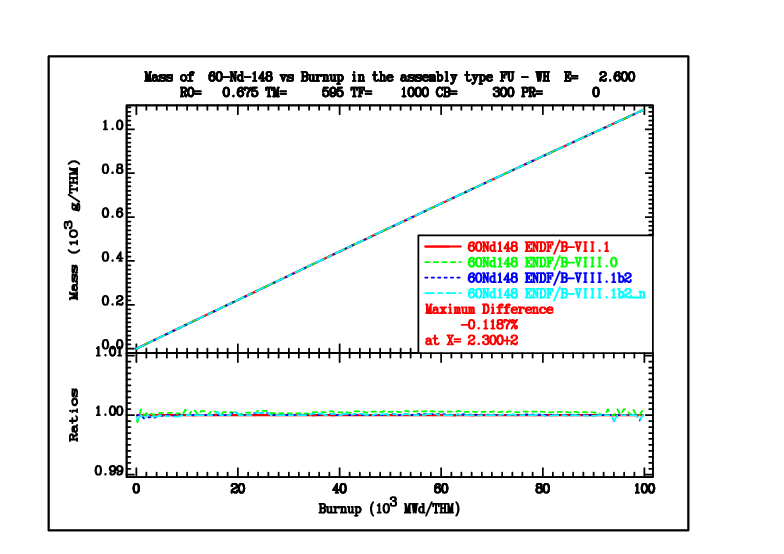 Mass of 60-Nd-148 vs Burnup in the assembly type FU - WH E= 2.600
RO= 0.675 TM= 595 TF= 1000 CB= 300 PR= 0
Mass (10³ g/THM)
1.0
0.8
0.6
0.4
0.2
0.0
60Nd148 ENDF/B-VII.1
60Nd148 ENDF/B-VIII.0
60Nd148 ENDF/B-VIII.1b2
60Nd148 ENDF/B-VIII.1b2_n
Maximum Difference
-0.1187%
at X= 2.300+2
Ratios
1.01
1.00
0.99
0 20 40 60 80 100
Burnup (10³ MWd/THM)